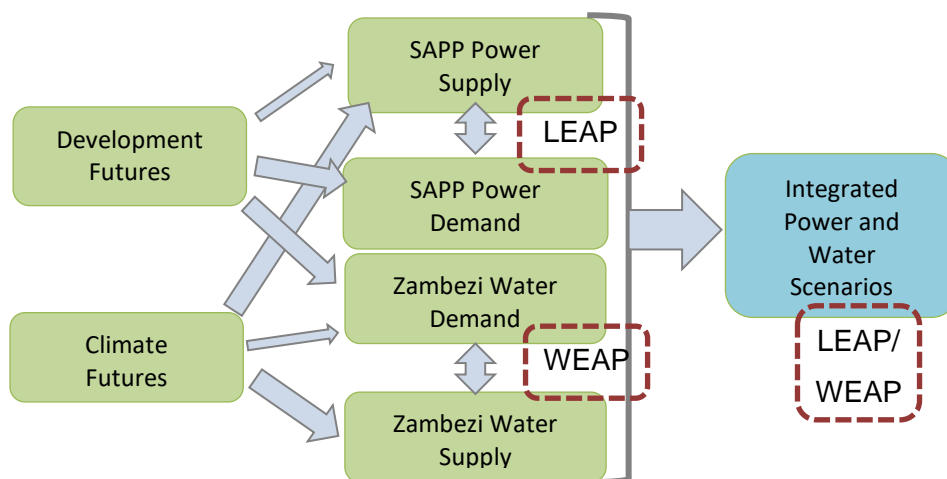 SAPP Power
Supply
LEAP
Development
Futures
SAPP Power
Demand
Integrated
Power and
Water
Scenarios
Zambezi Water
Demand
Climate
Futures
WEAP
LEAP/
WEAP
Zambezi Water
Supply